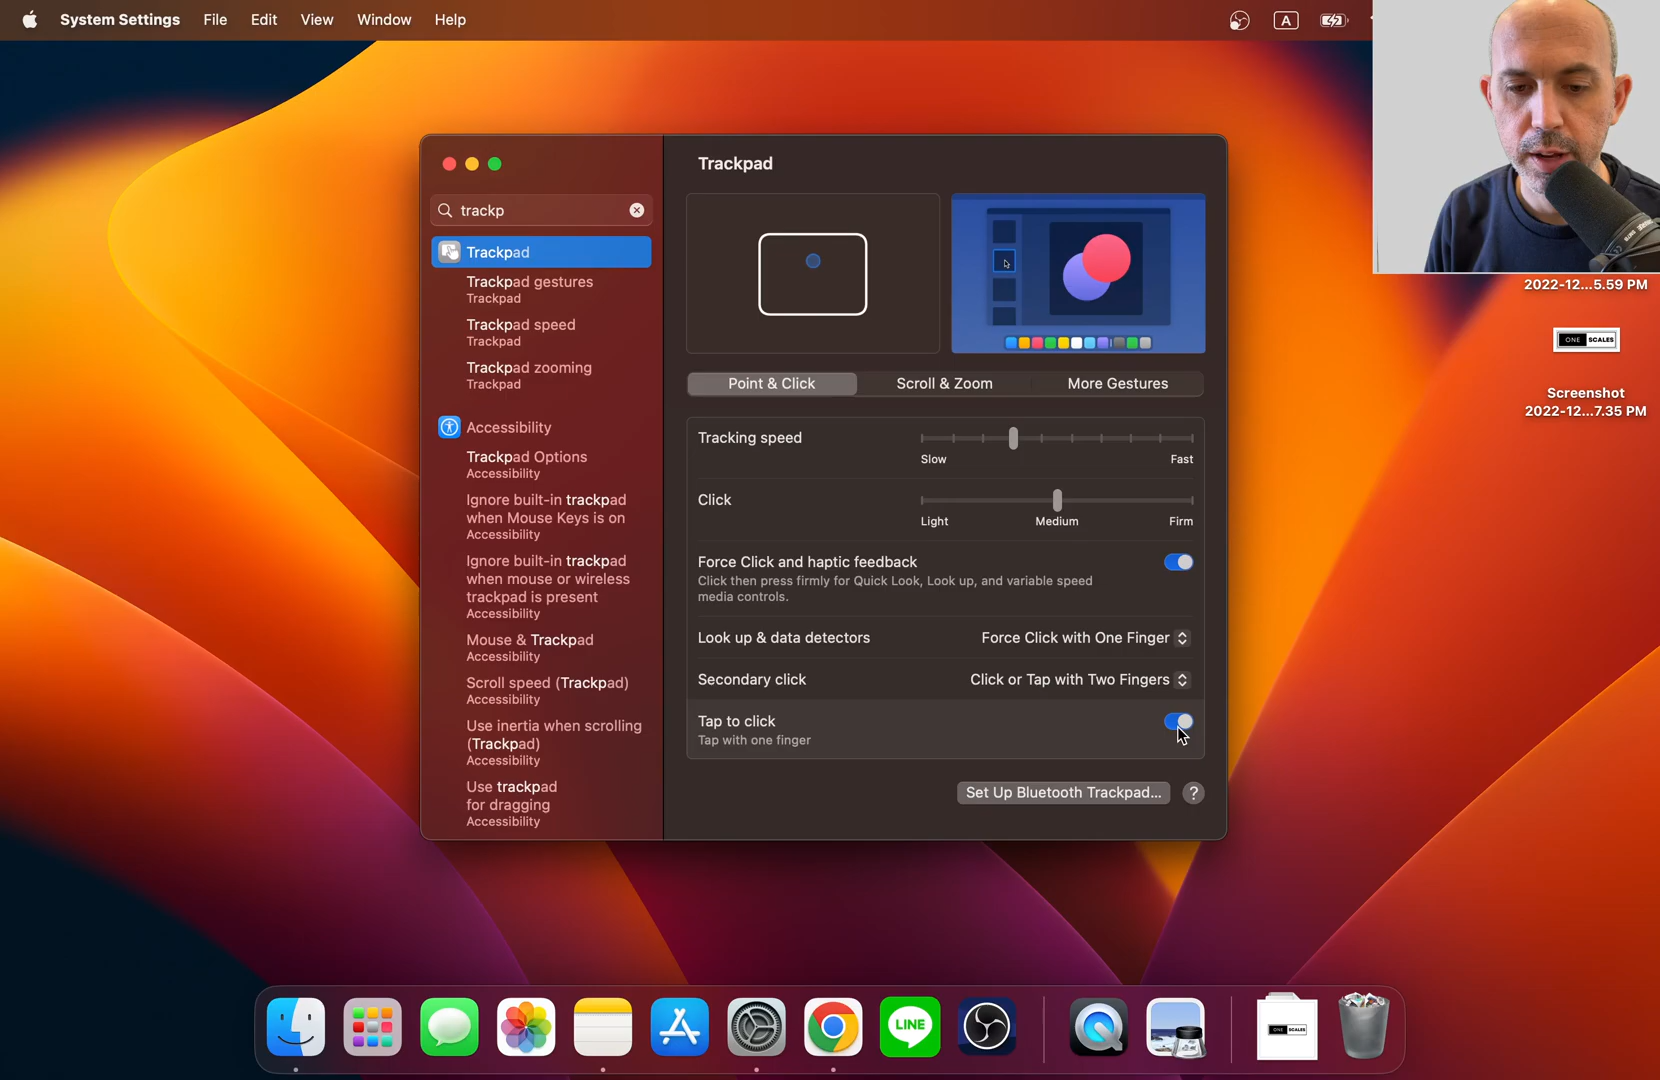 System Settings File Edit View Window Help
A
Trackpad
trackp
Trackpad
Trackpad gestures
Trackpad
Trackpad speed
Trackpad
Trackpad zooming
Trackpad
Accessibility
Trackpad Options
Accessibility
Ignore built-in trackpad
when Mouse Keys is on
Accessibility
Ignore built-in trackpad
when mouse or wireless
trackpad is present
Accessibility
Mouse & Trackpad
Accessibility
Scroll speed (Trackpad)
Accessibility
Use inertia when scrolling
(Trackpad)
Accessibility
Use trackpad
for dragging
Accessibility
Point & Click Scroll & Zoom More Gestures
Tracking speed
Slow Fast
Click
Light Medium Firm
Force Click and haptic feedback
Click then press firmly for Quick Look, Look up, and variable speed
media controls.
Look up & data detectors Force Click with One Finger
Secondary click Click or Tap with Two Fingers
Tap to click
Tap with one finger
Set Up Bluetooth Trackpad... ?
2022-12...5.59 PM
ONE SCALES
Screenshot
2022-12...7.35 PM
LINE
ONE SCALES